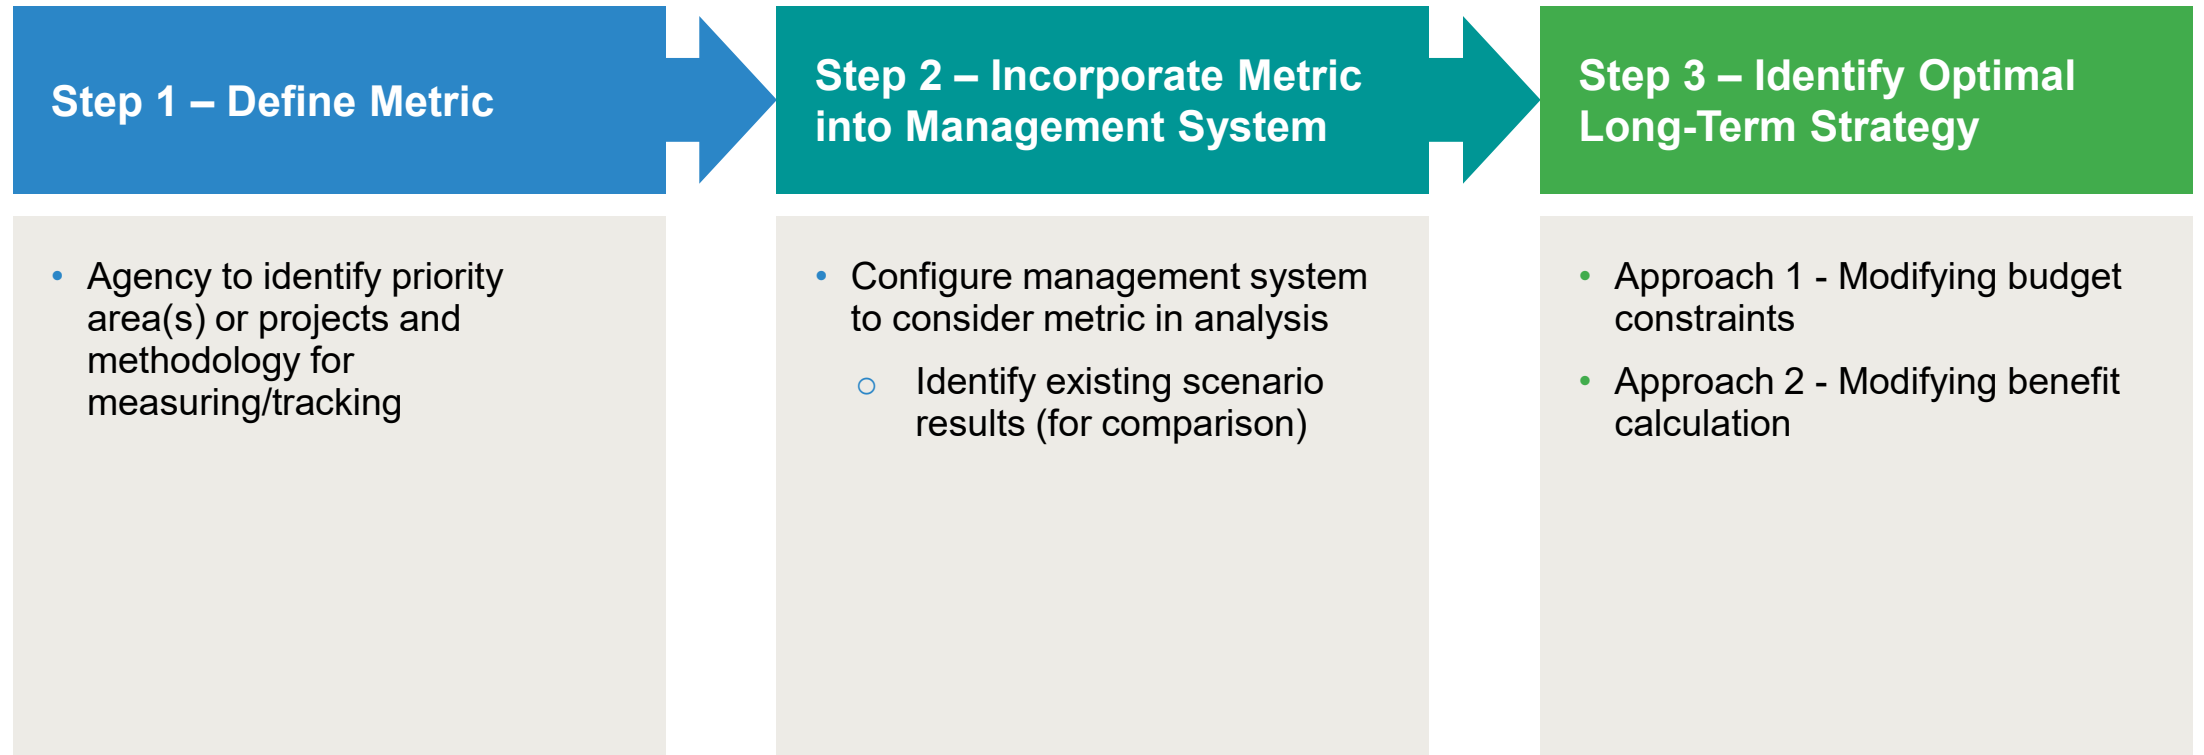 Step 1 – Define Metric
• Agency to identify priority
area(s) or projects and
methodology for
measuring/tracking
Step 2 – Incorporate Metric
into Management System
• Configure management system
to consider metric in analysis
○ Identify existing scenario
results (for comparison)
Step 3 – Identify Optimal
Long-Term Strategy
• Approach 1 - Modifying budget
constraints
• Approach 2 - Modifying benefit
calculation